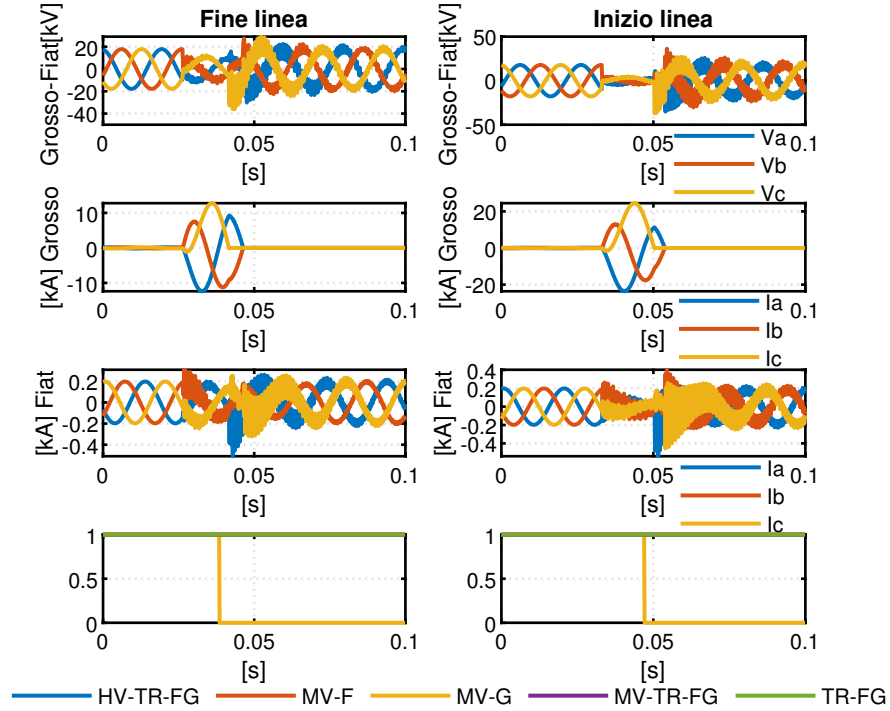 Fine linea
Inizio linea
Grosso-Fiat[kV]
20
0
-20
-40
0
0.05
0.1
[s]
Grosso-Fiat[kV]
50
0
-50
0
0.05
0.1
[s]
Va
Vb
Vc
[kA] Grosso
10
0
-10
0
0.05
0.1
[s]
[kA] Grosso
20
0
-20
0
0.05
0.1
[s]
Ia
Ib
Ic
[kA] Fiat
0.2
0
-0.2
-0.4
0
0.05
0.1
[s]
[kA] Fiat
0.4
0.2
0
-0.2
-0.4
0
0.05
0.1
[s]
Ia
Ib
Ic
1
0.5
0
0
0.05
0.1
[s]
1
0.5
0
0
0.05
0.1
[s]
HV-TR-FG
MV-F
MV-G
MV-TR-FG
TR-FG